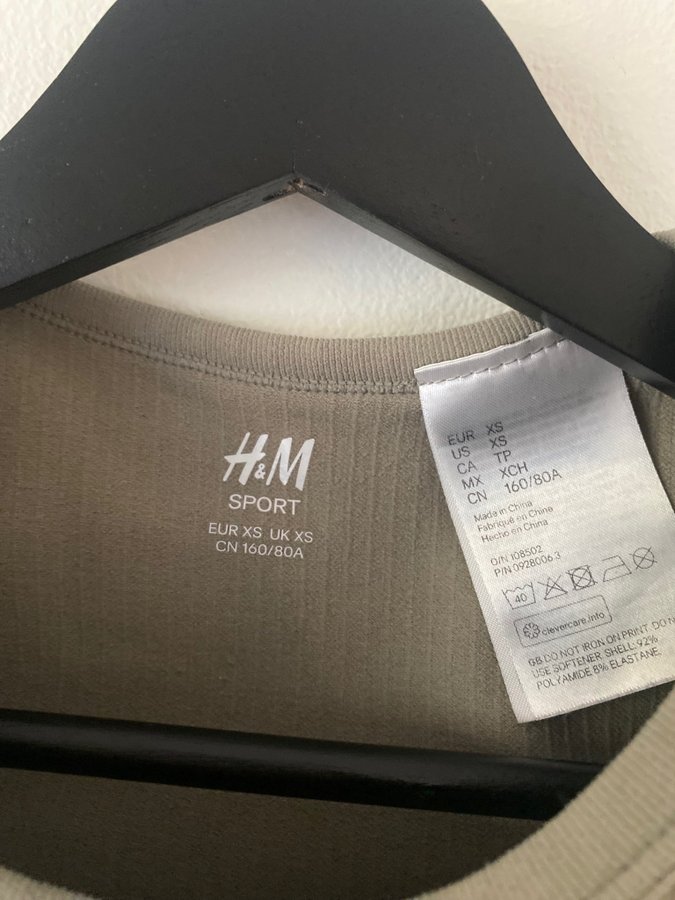 H&M
SPORT
EUR XS UK XS
CN 160/80A
EUR XS
US XS
CA TP
MX XCH
CN 160/80A
Made in China
Fabriqué en Chine
Hecho en China
O/N 108502
P/N 0928006.3
40
clevercare.info
GB DO NOT IRON ON PRINT. DO N
USE SOFTENER SHELL: 92%
POLYAMIDE 8% ELASTANE.